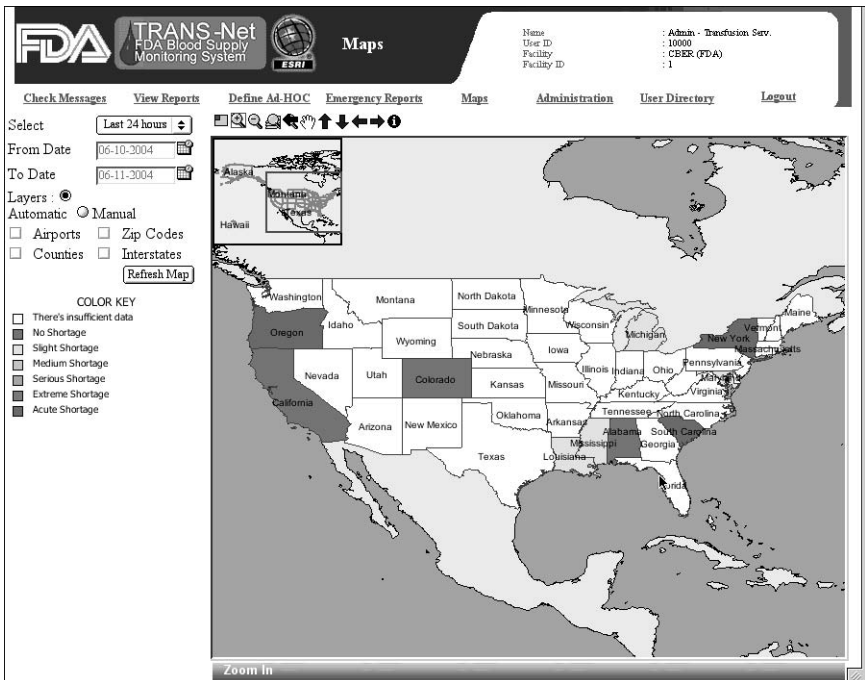 FDA
TRANS-Net
FDA Blood Supply
Monitoring System
ESRI
Maps
Name : Admin - Transfusion Serv.
User ID : 10000
Facility : CBER (FDA)
Facility ID : 1
Check Messages View Reports Define Ad-HOC Emergency Reports Maps Administration User Directory Logout
Select Last 24 hours
From Date 06-10-2004
To Date 06-11-2004
Layers :
Automatic Manual
Airports Zip Codes
Counties Interstates
Refresh Map
COLOR KEY
There's insufficient data
No Shortage
Slight Shortage
Medium Shortage
Serious Shortage
Extreme Shortage
Acute Shortage
Alaska
Montana
Texas
Hawaii
Washington
Montana
North Dakota
Minnesota
Maine
Oregon
Idaho
South Dakota
Wisconsin
Michigan
Vermont
New York
Massachusetts
Wyoming
Nebraska
Iowa
Pennsylvania
Nevada
Utah
Colorado
Kansas
Missouri
Illinois
Indiana
Ohio
Maryland
Kentucky
Virginia
California
Arizona
New Mexico
Oklahoma
Arkansas
Tennessee
North Carolina
South Carolina
Mississippi
Alabama
Georgia
Texas
Louisiana
Zoom In